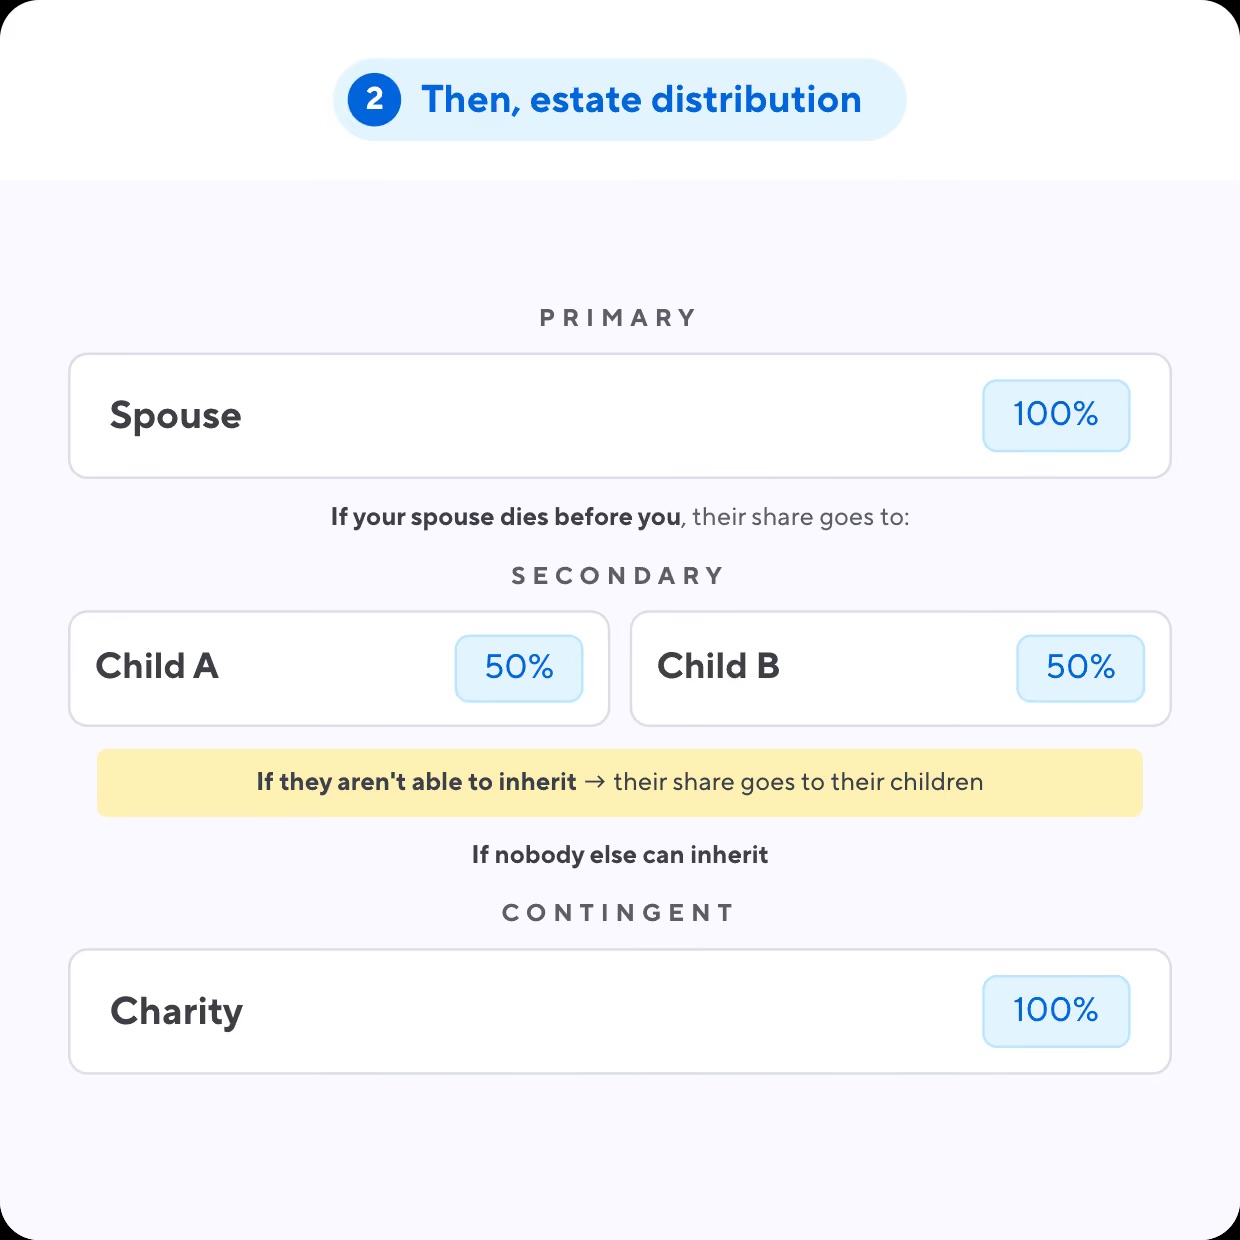 2 Then, estate distribution
PRIMARY
Spouse 100%
If your spouse dies before you, their share goes to:
SECONDARY
Child A 50% Child B 50%
If they aren't able to inherit → their share goes to their children
If nobody else can inherit
CONTINGENT
Charity 100%